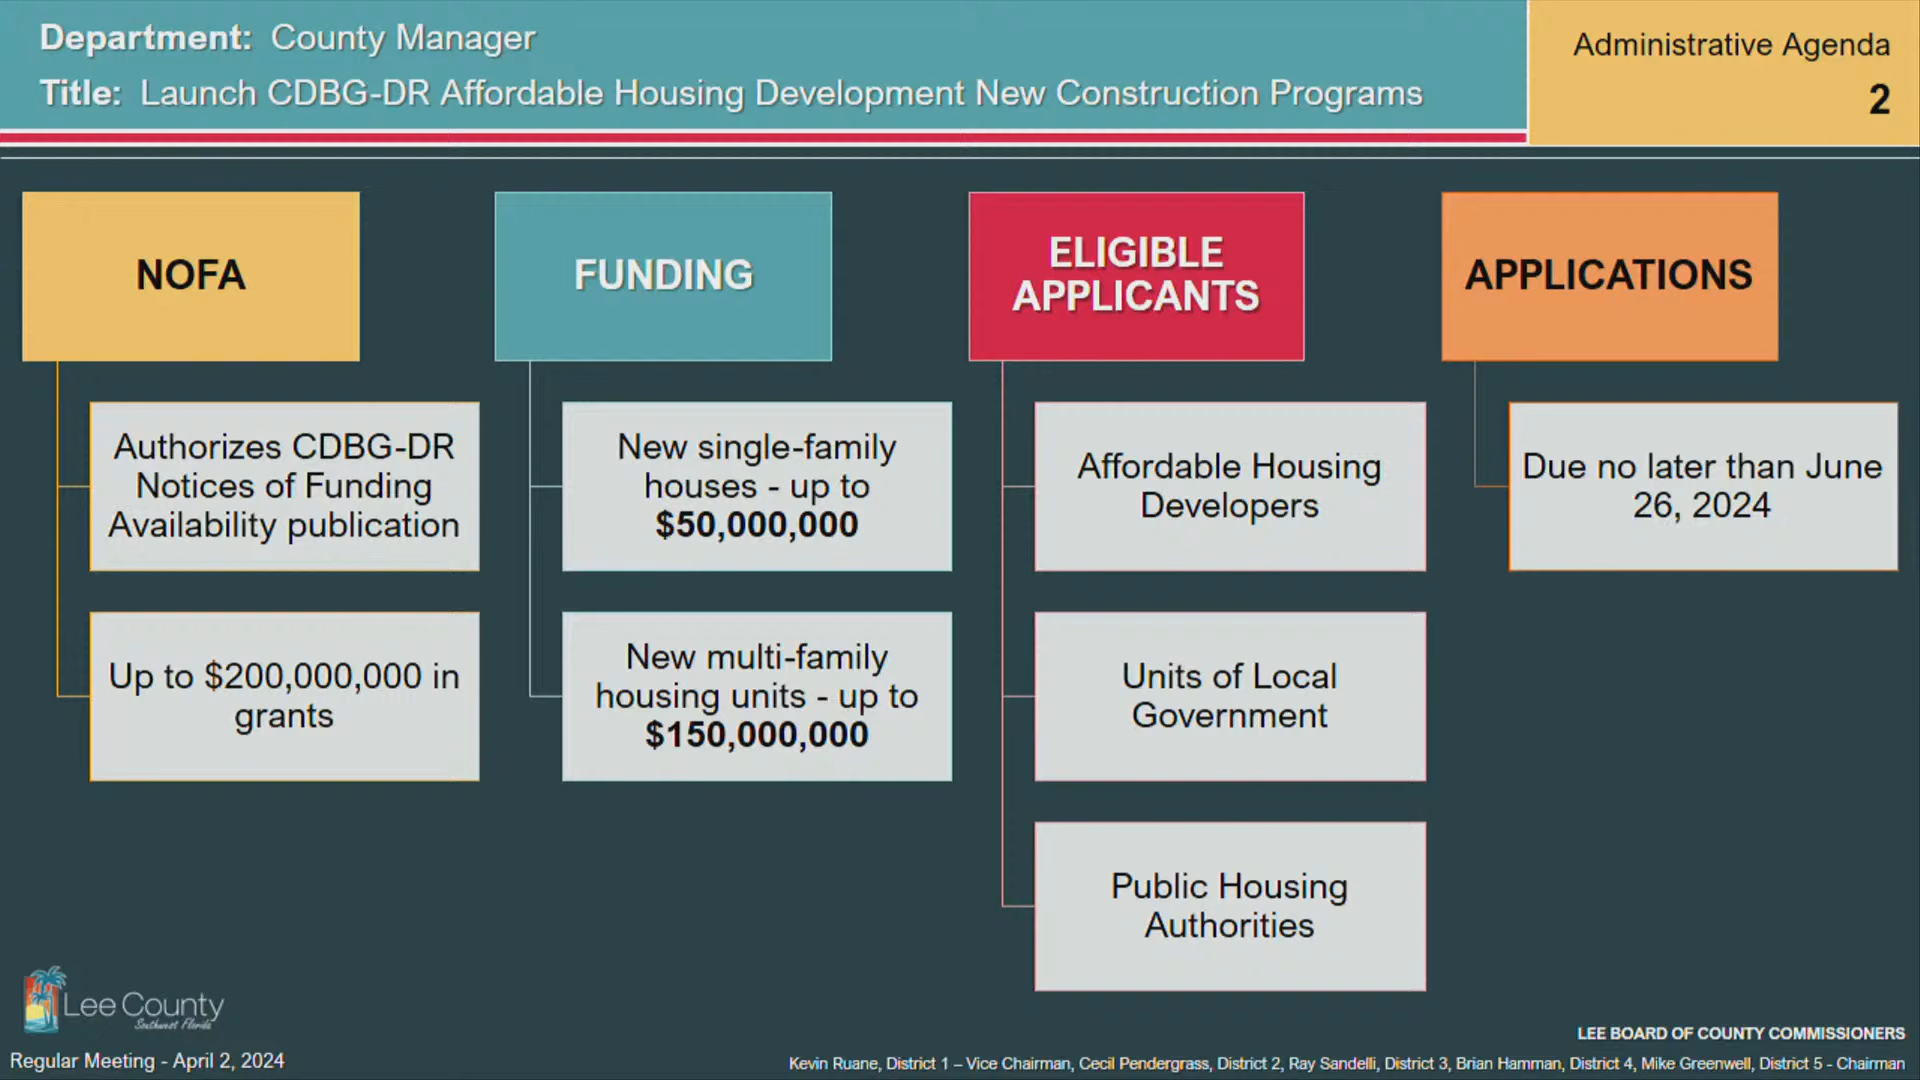 Department: County Manager
Title: Launch CDBG-DR Affordable Housing Development New Construction Programs
Administrative Agenda
2
NOFA
Authorizes CDBG-DR
Notices of Funding
Availability publication
Up to $200,000,000 in
grants
FUNDING
New single-family
houses - up to
$50,000,000
New multi-family
housing units - up to
$150,000,000
ELIGIBLE
APPLICANTS
Affordable Housing
Developers
Units of Local
Government
Public Housing
Authorities
APPLICATIONS
Due no later than June
26, 2024
Lee County
Southwest Florida
Regular Meeting - April 2, 2024
LEE BOARD OF COUNTY COMMISSIONERS
Kevin Ruane, District 1 – Vice Chairman, Cecil Pendergrass, District 2, Ray Sandelli, District 3, Brian Hamman, District 4, Mike Greenwell, District 5 - Chairman